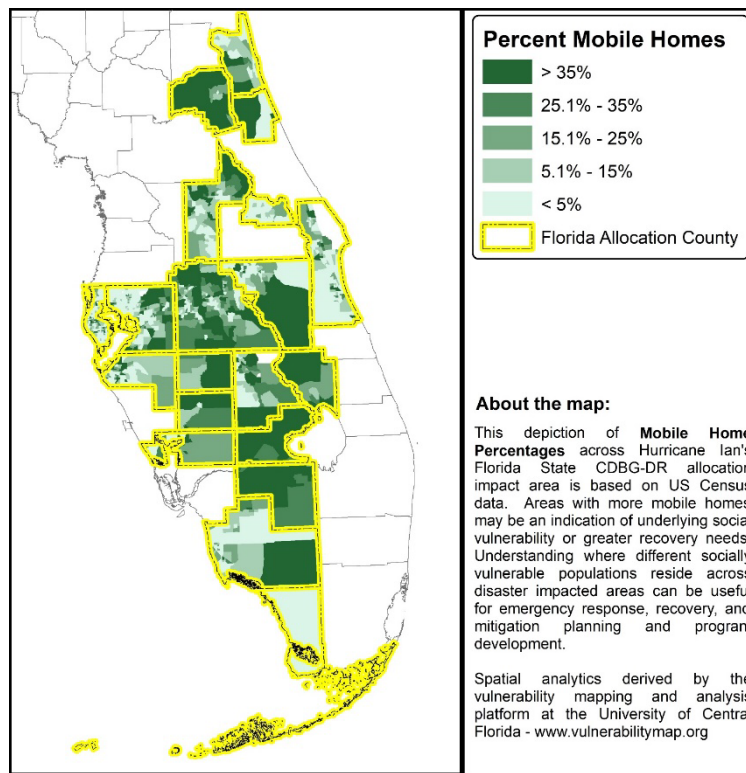 Percent Mobile Homes
> 35%
25.1% - 35%
15.1% - 25%
5.1% - 15%
< 5%
Florida Allocation County
About the map:
This depiction of Mobile Home
Percentages across Hurricane Ian's
Florida State CDBG-DR allocation
impact area is based on US Census
data. Areas with more mobile homes
may be an indication of underlying social
vulnerability or greater recovery needs.
Understanding where different socially
vulnerable populations reside across
disaster impacted areas can be useful
for emergency response, recovery, and
mitigation planning and program
development.
Spatial analytics derived by the
vulnerability mapping and analysis
platform at the University of Central
Florida - www.vulnerabilitymap.org